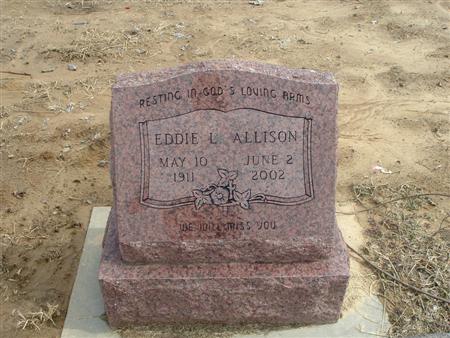 RESTING IN GOD'S LOVING ARMS
EDDIE L. ALLISON
MAY 10 JUNE 2
1911 2002
WE WILL MISS YOU